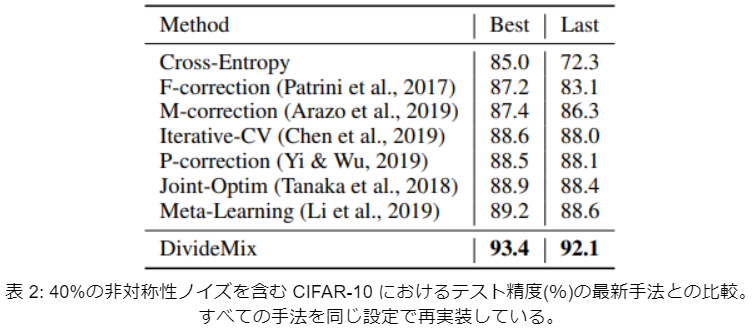 Method Best Last
Cross-Entropy 85.0 72.3
F-correction (Patrini et al., 2017) 87.2 83.1
M-correction (Arazo et al., 2019) 87.4 86.3
Iterative-CV (Chen et al., 2019) 88.6 88.0
P-correction (Yi & Wu, 2019) 88.5 88.1
Joint-Optim (Tanaka et al., 2018) 88.9 88.4
Meta-Learning (Li et al., 2019) 89.2 88.6
DivideMix 93.4 92.1
表 2: 40%の非対称性ノイズを含む CIFAR-10 におけるテスト精度(%)の最新手法との比較。
すべての手法を同じ設定で再実装している。